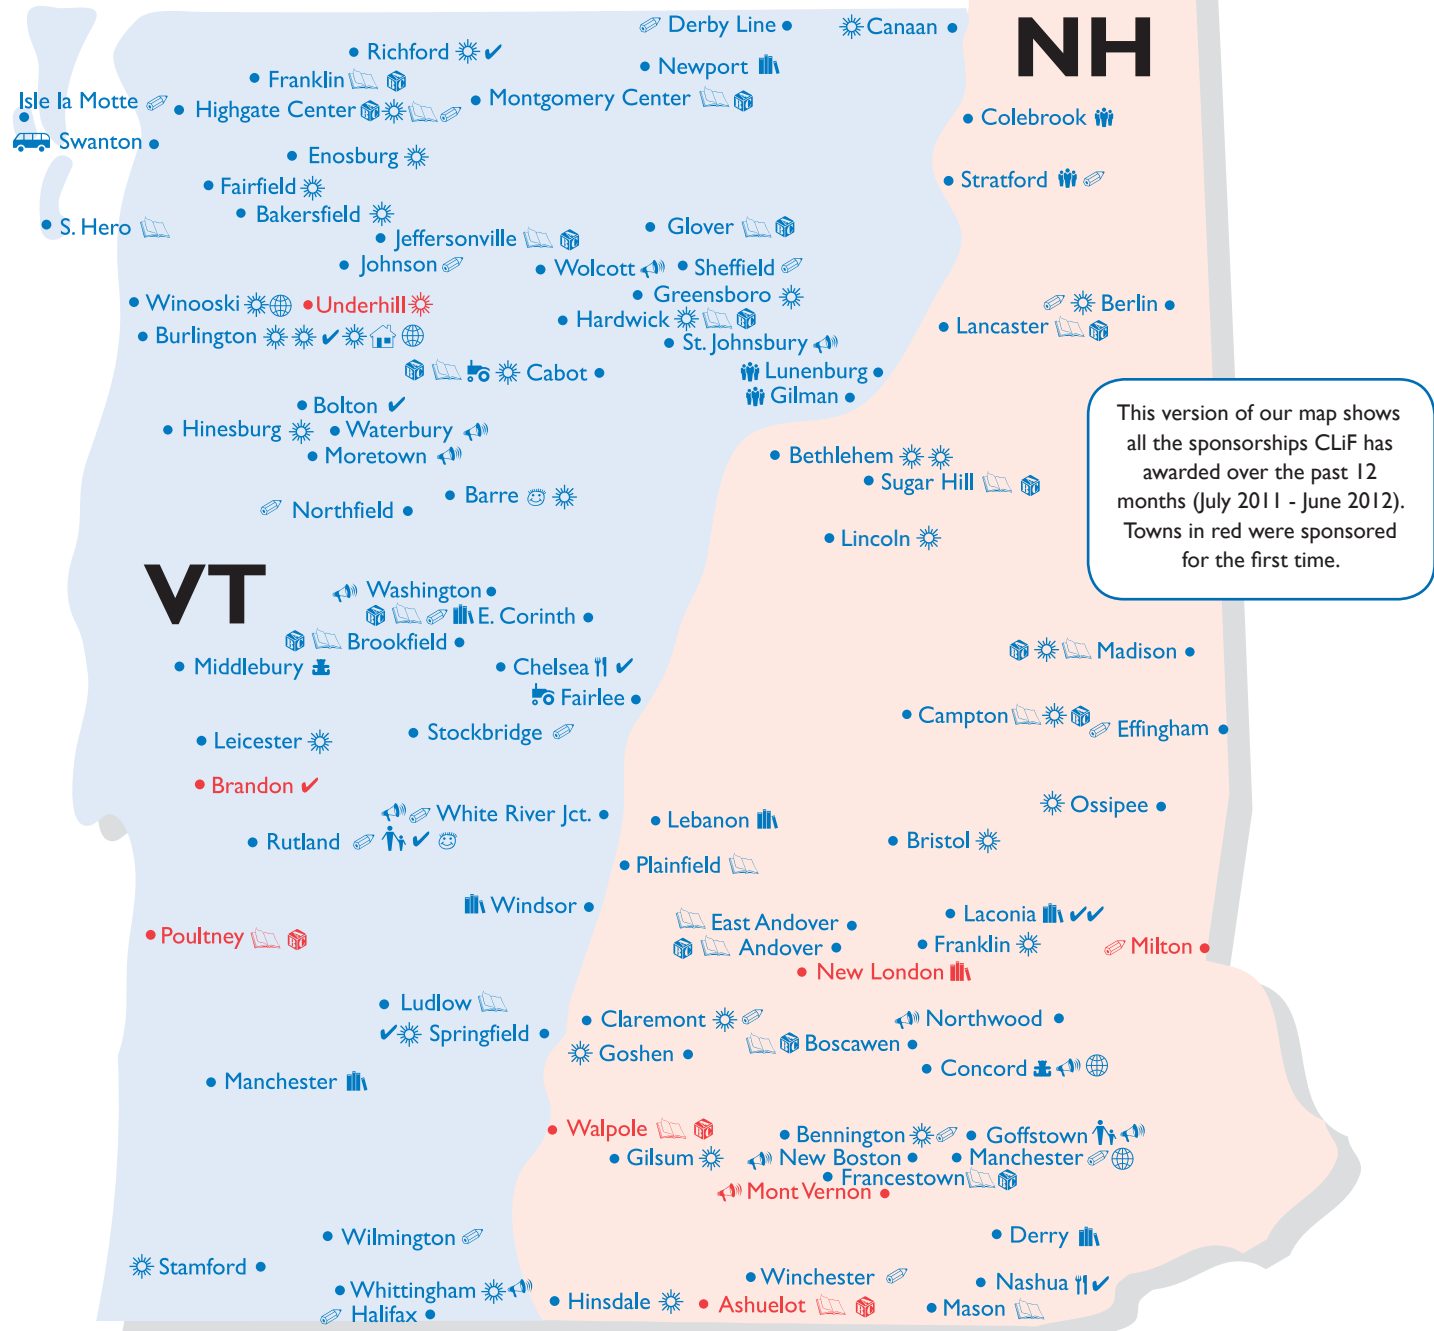 Derby Line
Canaan
NH
Richford
Newport
Franklin
Isle la Motte
Highgate Center
Montgomery Center
Colebrook
Swanton
Enosburg
Stratford
Fairfield
Bakersfield
S. Hero
Glover
Jeffersonville
Johnson
Wolcott
Sheffield
Greensboro
Winooski
Underhill
Berlin
Hardwick
Lancaster
Burlington
St. Johnsbury
Cabot
Lunenburg
Gilman
Bolton
Hinesburg
Waterbury
Moretown
This version of our map shows
all the sponsorships CLiF has
awarded over the past 12
months (July 2011 - June 2012).
Towns in red were sponsored
for the first time.
Bethlehem
Sugar Hill
Barre
Northfield
Lincoln
VT
Washington
E. Corinth
Brookfield
Madison
Middlebury
Chelsea
Fairlee
Campton
Effingham
Stockbridge
Leicester
Brandon
Ossipee
White River Jct.
Lebanon
Rutland
Bristol
Plainfield
Windsor
Laconia
East Andover
Poultney
Andover
Franklin
Milton
New London
Ludlow
Claremont
Northwood
Springfield
Boscawen
Goshen
Concord
Manchester
Walpole
Bennington
Goffstown
Gilsum
New Boston
Manchester
Francestown
Mont Vernon
Wilmington
Derry
Stamford
Winchester
Nashua
Whittingham
Hinsdale
Ashuelot
Mason
Halifax